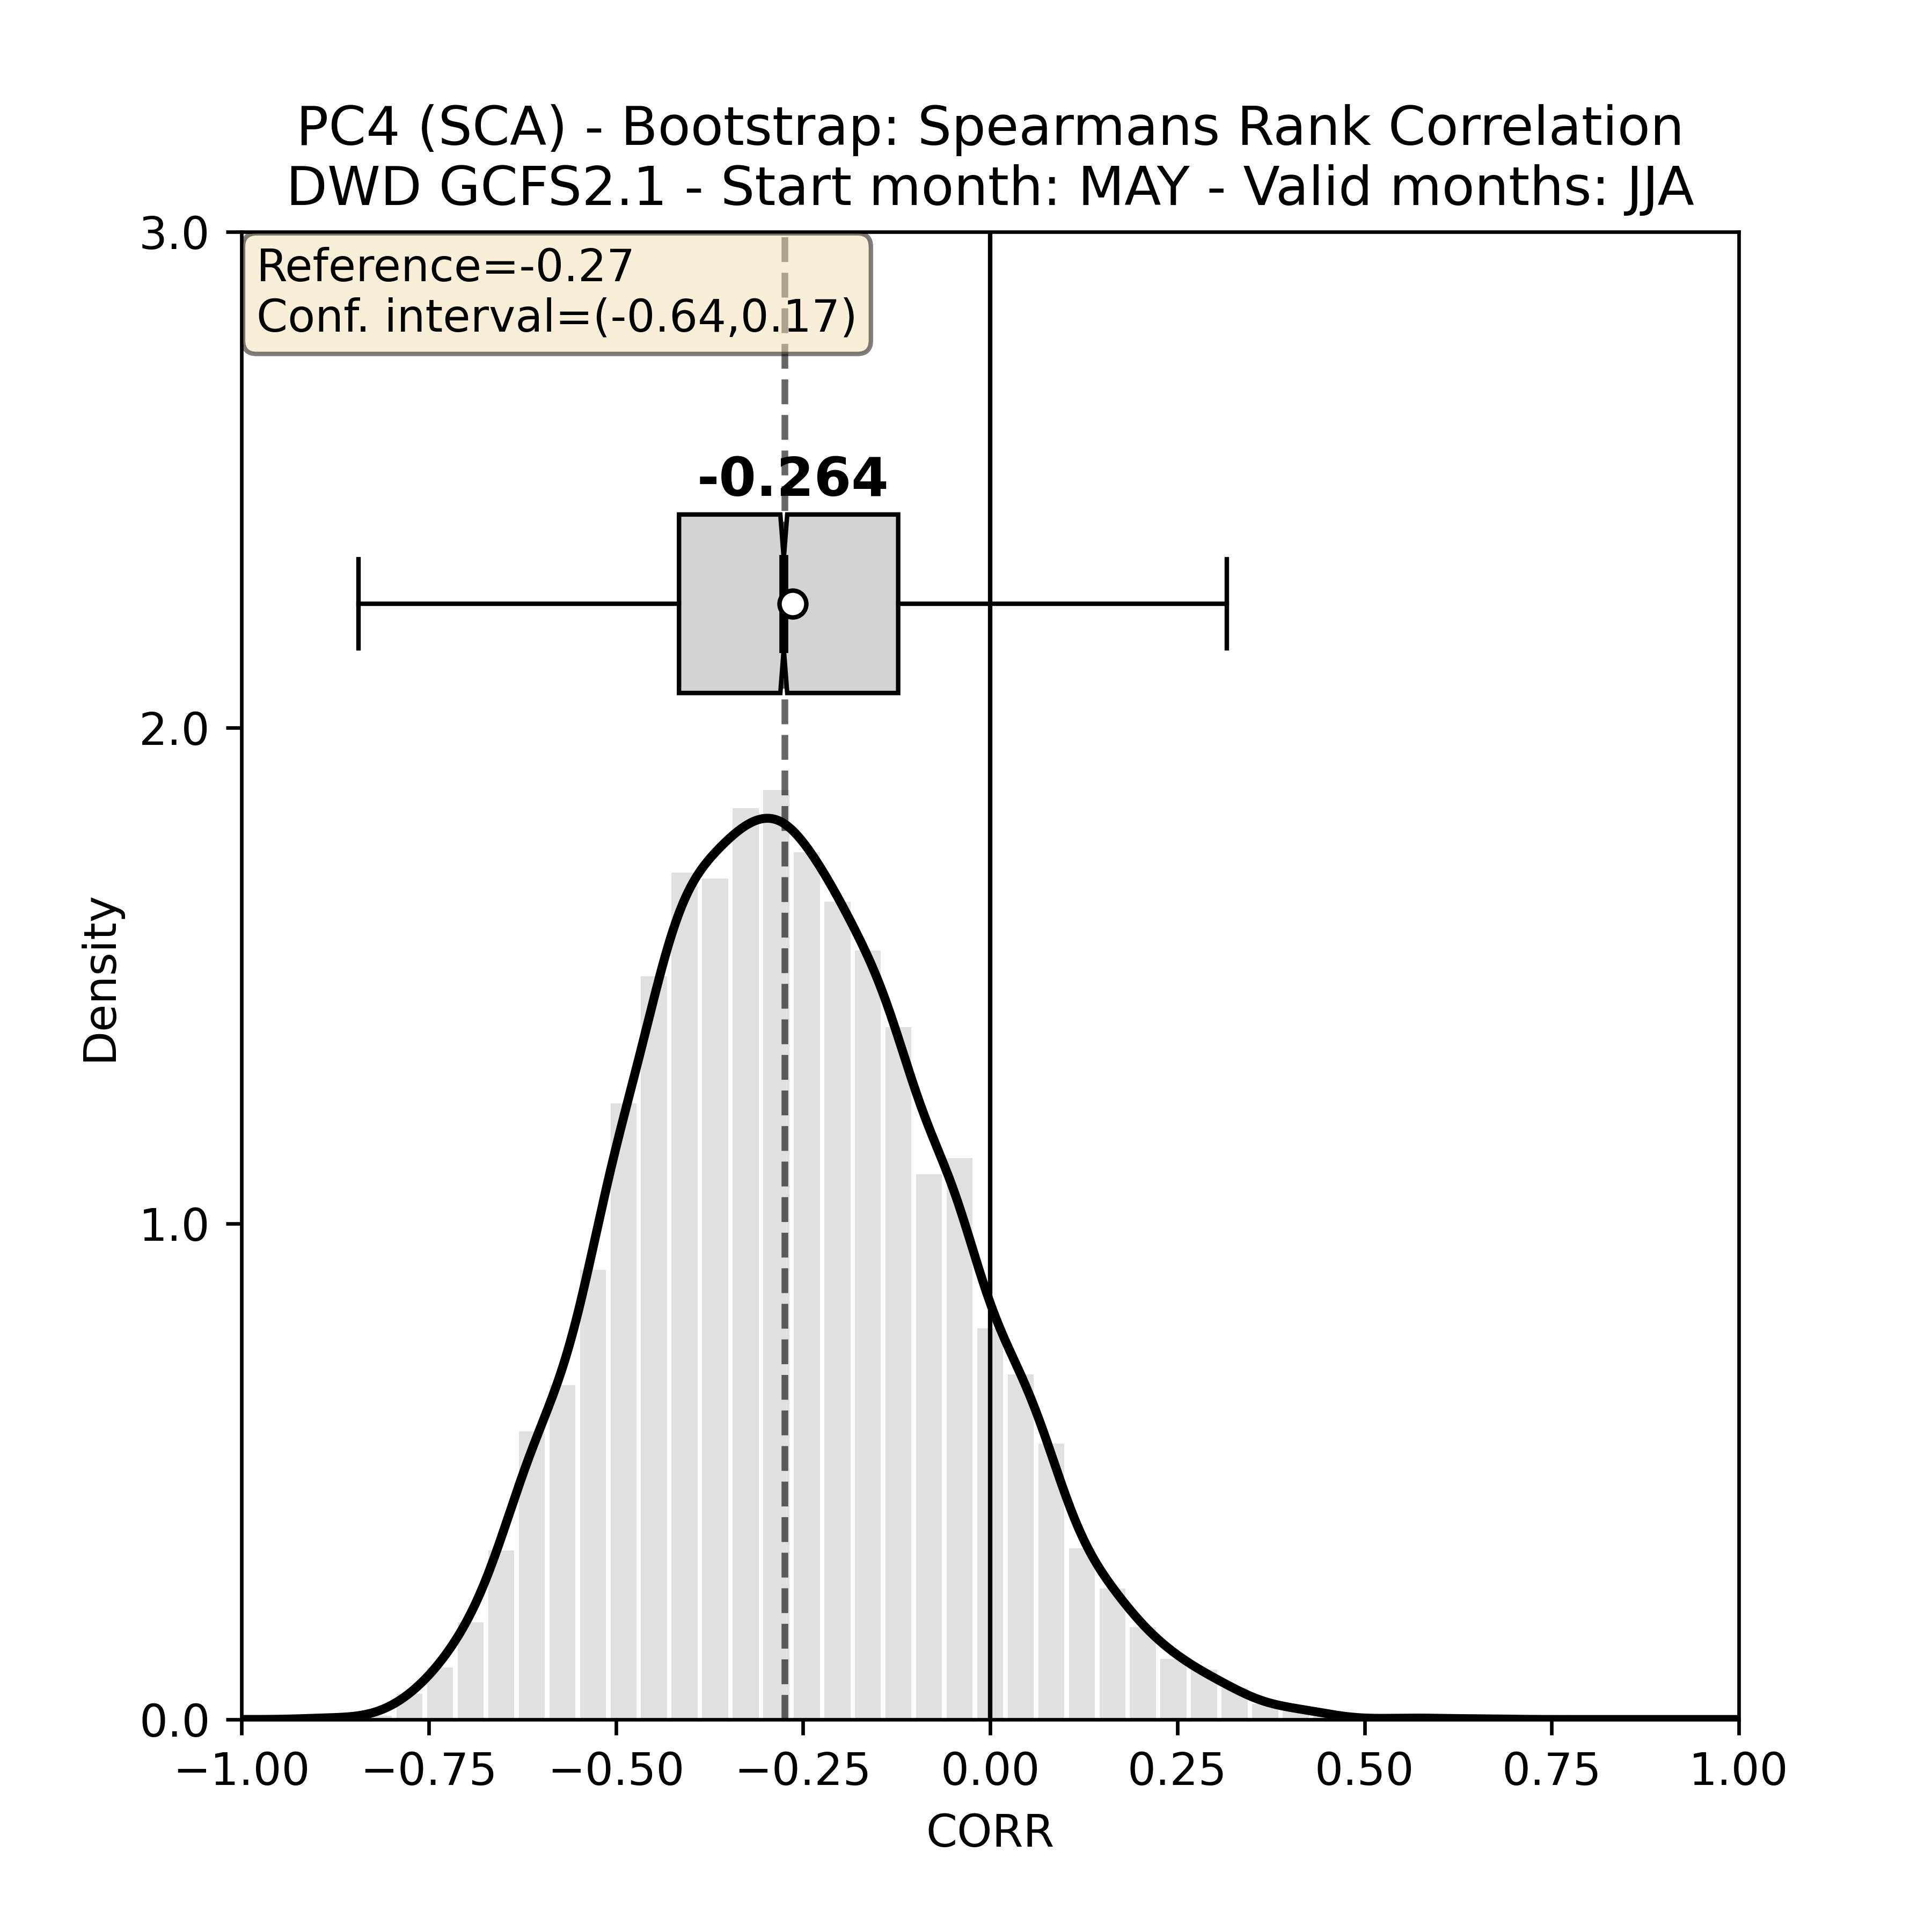 PC4 (SCA) - Bootstrap: Spearmans Rank Correlation
DWD GCFS2.1 - Start month: MAY - Valid months: JJA
3.0
Reference=-0.27
Conf. interval=(-0.64,0.17)
-0.264
2.0
Density
1.0
0.0
−1.00 −0.75 −0.50 −0.25 0.00 0.25 0.50 0.75 1.00
CORR